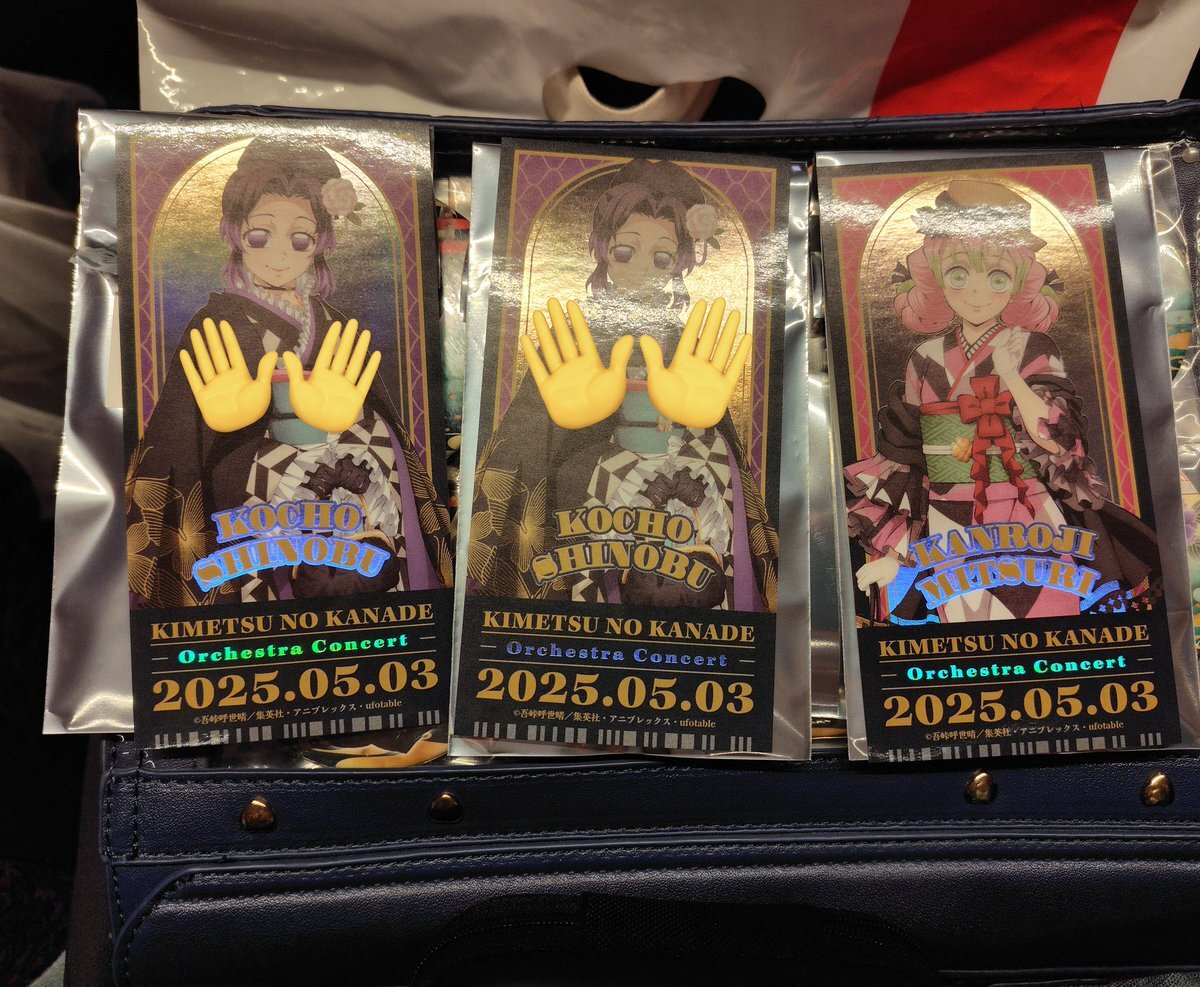 KOCHO
SHINOBU
KIMETSU NO KANADE
Orchestra Concert
2025.05.03
©吾峠呼世晴／集英社・アニプレックス・ufotable
KOCHO
SHINOBU
KIMETSU NO KANADE
Orchestra Concert
2025.05.03
©吾峠呼世晴／集英社・アニプレックス・ufotable
KANROJI
MITSURI
KIMETSU NO KANADE
Orchestra Concert
2025.05.03
©吾峠呼世晴／集英社・アニプレックス・ufotable